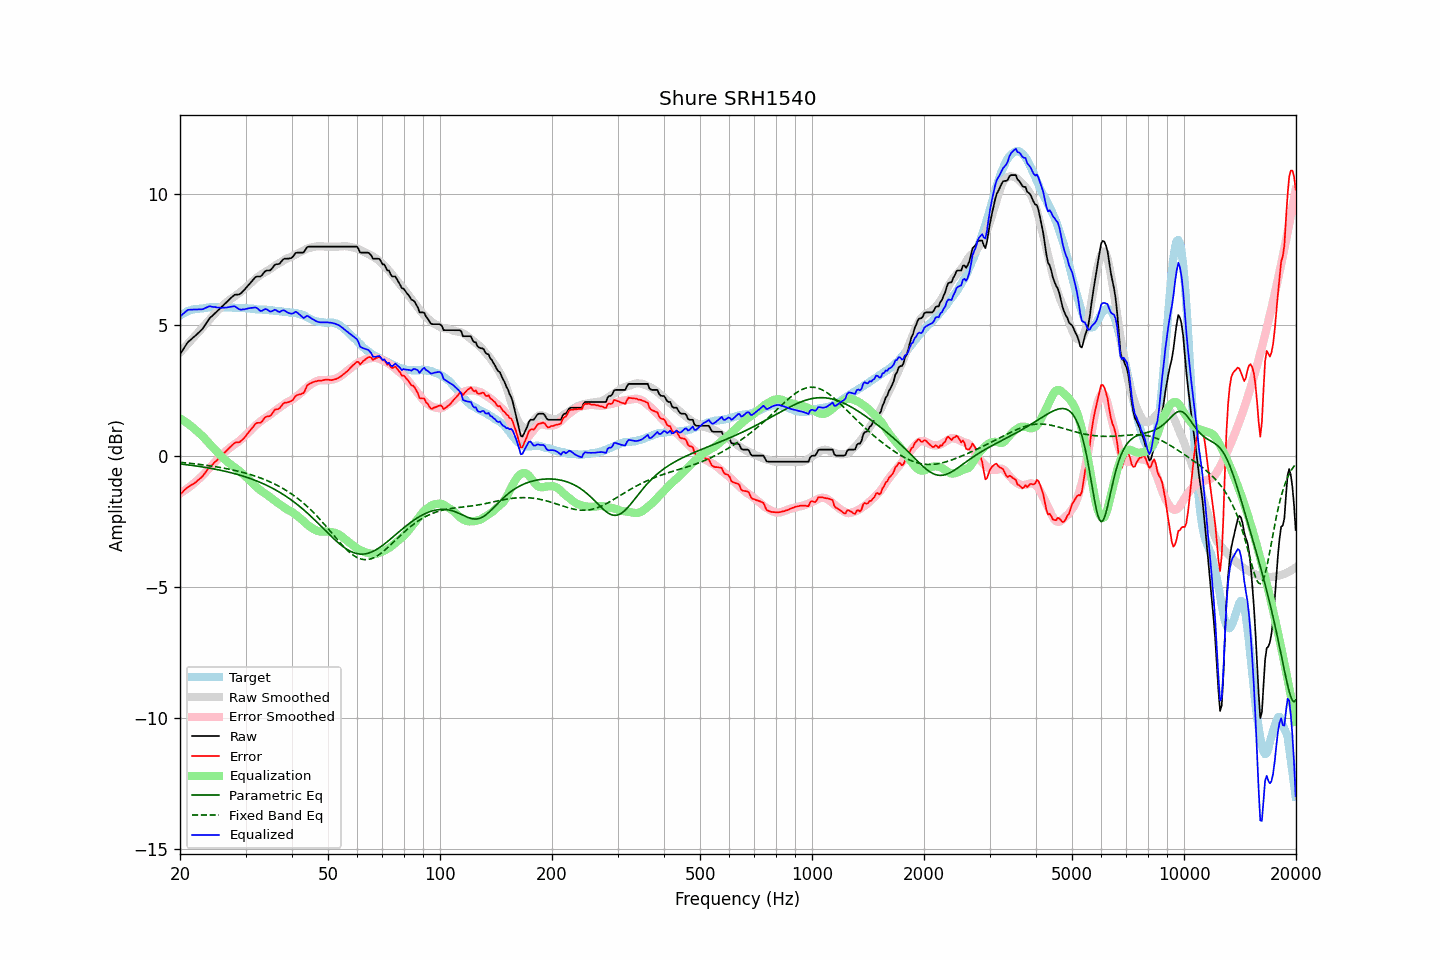 Shure SRH1540
Amplitude (dBr)
10
5
0
−5
−10
−15
Target
Raw Smoothed
Error Smoothed
Raw
Error
Equalization
Parametric Eq
Fixed Band Eq
Equalized
20 50 100 200 500 1000 2000 5000 10000 20000
Frequency (Hz)